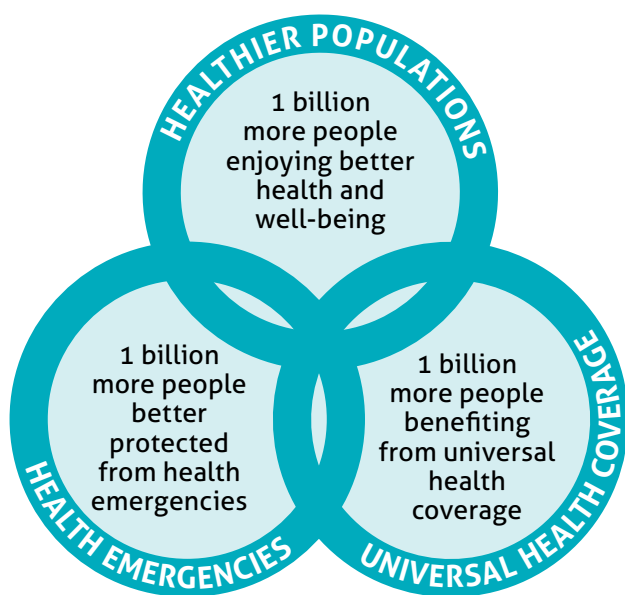 HEALTHIER POPULATIONS
1 billion
more people
enjoying better
health and
well-being
1 billion
more people
better
protected
from health
emergencies
HEALTH EMERGENCIES
1 billion
more people
benefiting
from universal
health
coverage
UNIVERSAL HEALTH COVERAGE